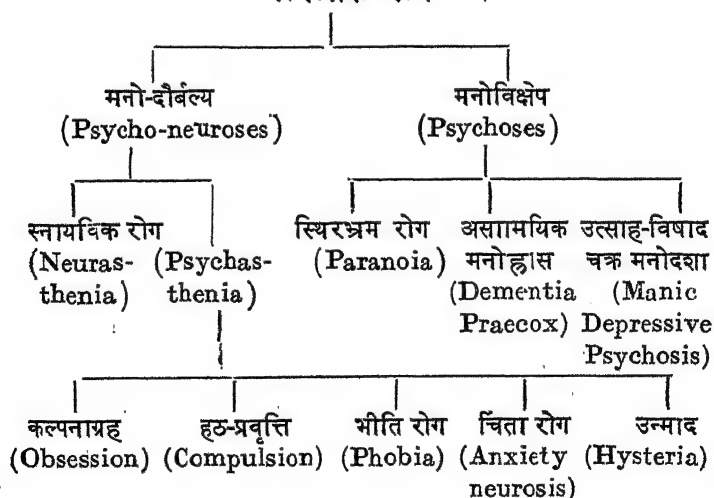 मनो-दौर्बल्य मनोविक्षेप
(Psycho-neuroses) (Psychoses)
स्नायविक रोग स्थिरभ्रम रोग असाामयिक उत्साह-विषाद
(Neuras- (Psychas- (Paranoia) मनोह्रास चक्र मनोदशा
thenia) thenia) (Dementia (Manic
Praecox) Depressive
Psychosis)
कल्पनाग्रह हठ-प्रवृत्ति भीति रोग चिंता रोग उन्माद
(Obsession) (Compulsion) (Phobia) (Anxiety (Hysteria)
neurosis)